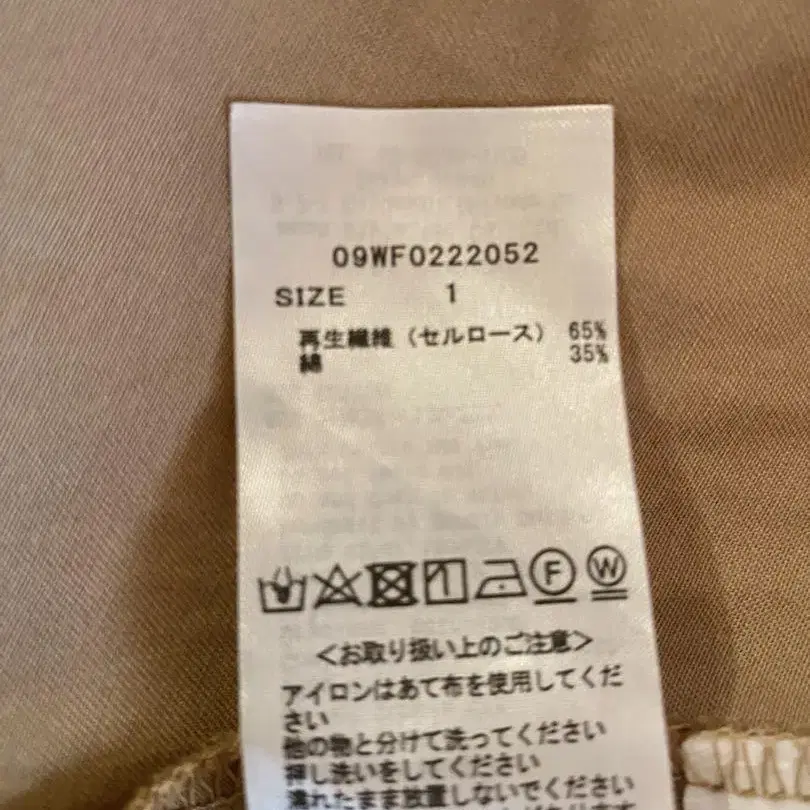 09WF0222052
SIZE 1
再生繊維（セルロース） 65%
綿 35%
F W
＜お取り扱い上のご注意＞
アイロンはあて布を使用してくだ
さい
他の物と分けて洗ってください
押し洗いをしてください
濡れたまま放置しないでください